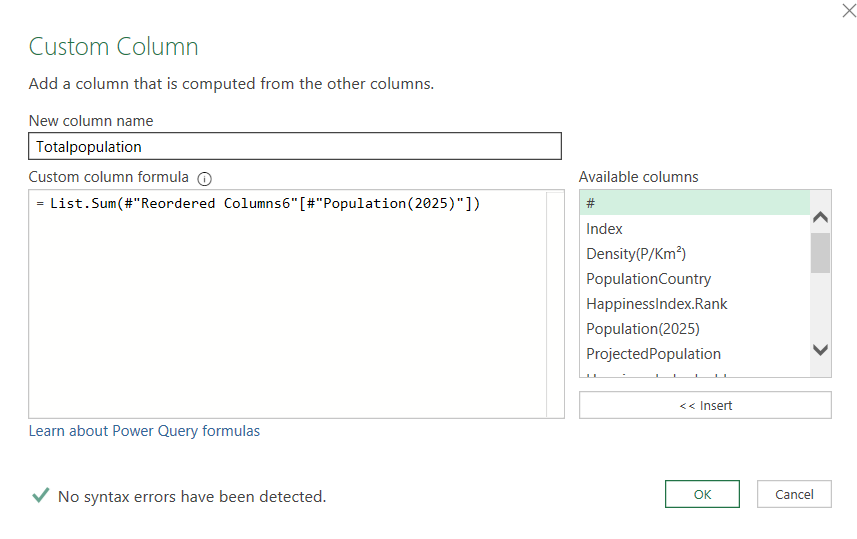 Custom Column
Add a column that is computed from the other columns.
New column name
Totalpopulation
Custom column formula
= List.Sum(#"Reordered Columns6"[#"Population(2025)"])
Available columns
#
Index
Density(P/Km²)
PopulationCountry
HappinessIndex.Rank
Population(2025)
ProjectedPopulation
<< Insert
Learn about Power Query formulas
No syntax errors have been detected.
OK
Cancel